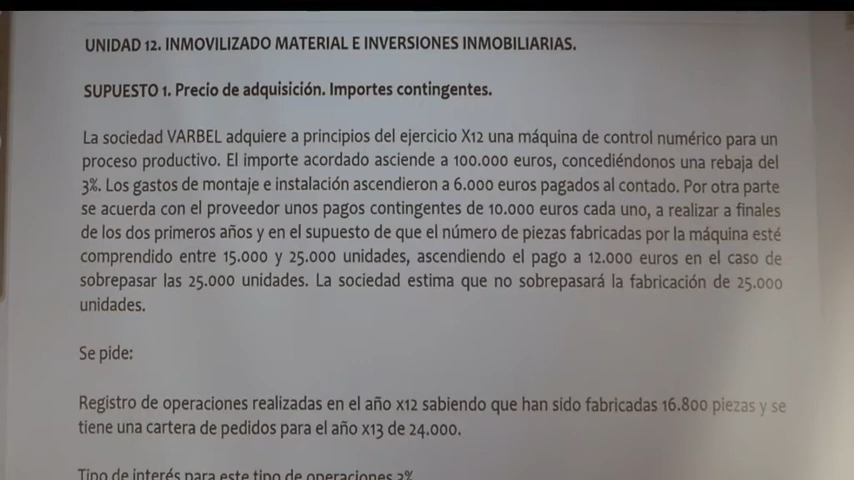 UNIDAD 12. INMOVILIZADO MATERIAL E INVERSIONES INMOBILIARIAS.
SUPUESTO 1. Precio de adquisición. Importes contingentes.
La sociedad VARBEL adquiere a principios del ejercicio X12 una máquina de control numérico para un
proceso productivo. El importe acordado asciende a 100.000 euros, concediéndonos una rebaja del
3%. Los gastos de montaje e instalación ascendieron a 6.000 euros pagados al contado. Por otra parte
se acuerda con el proveedor unos pagos contingentes de 10.000 euros cada uno, a realizar a finales
de los dos primeros años y en el supuesto de que el número de piezas fabricadas por la máquina esté
comprendido entre 15.000 y 25.000 unidades, ascendiendo el pago a 12.000 euros en el caso de
sobrepasar las 25.000 unidades. La sociedad estima que no sobrepasará la fabricación de 25.000
unidades.
Se pide:
Registro de operaciones realizadas en el año x12 sabiendo que han sido fabricadas 16.800 piezas y se
tiene una cartera de pedidos para el año x13 de 24.000.
Tipo de interés para este tipo de operaciones